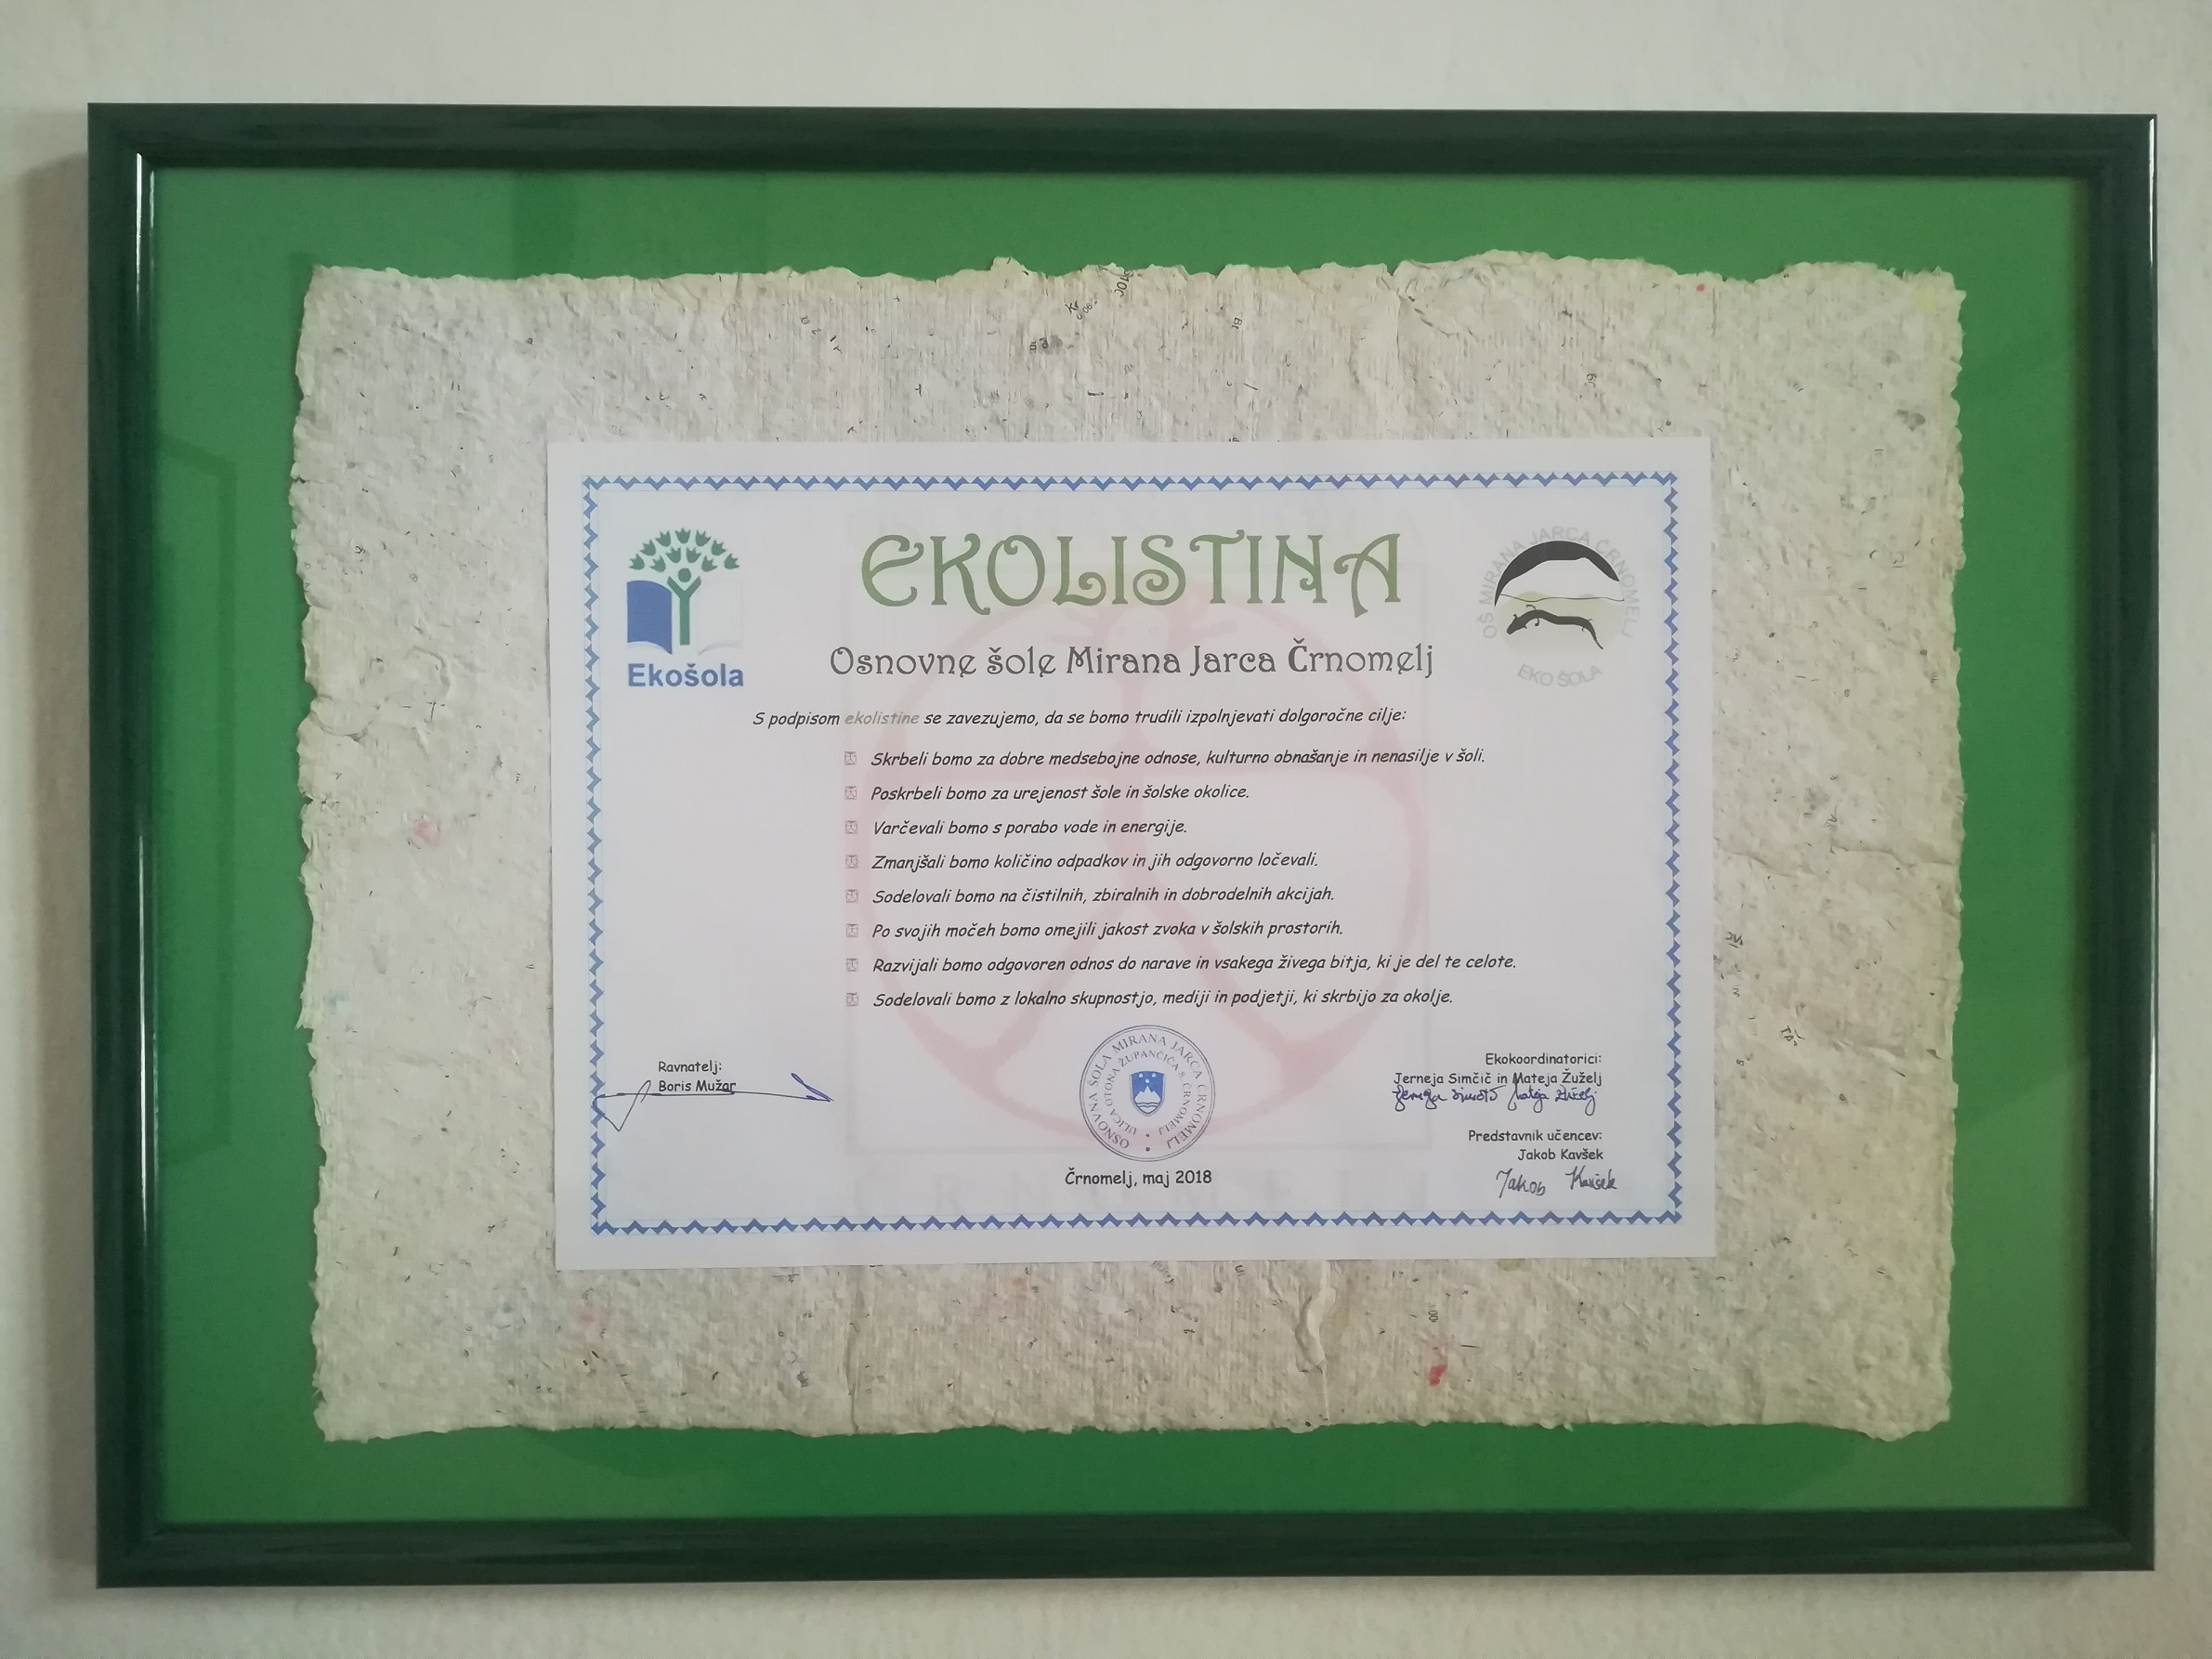 EKOLISTINA
Osnovne šole Mirana Jarca Črnomelj
Ekošola
OŠ MIRANA JARCA ČRNOMELJ
EKO ŠOLA
S podpisom ekolistine se zavezujemo, da se bomo trudili izpolnjevati dolgoročne cilje:
Skrbeli bomo za dobre medsebojne odnose, kulturno obnašanje in nenasilje v šoli.
Poskrbeli bomo za urejenost šole in šolske okolice.
Varčevali bomo s porabo vode in energije.
Zmanjšali bomo količino odpadkov in jih odgovorno ločevali.
Sodelovali bomo na čistilnih, zbiralnih in dobrodelnih akcijah.
Po svojih močeh bomo omejili jakost zvoka v šolskih prostorih.
Razvijali bomo odgovoren odnos do narave in vsakega živega bitja, ki je del te celote.
Sodelovali bomo z lokalno skupnostjo, mediji in podjetji, ki skrbijo za okolje.
Ravnatelj:
Boris Mužar
OSNOVNA ŠOLA MIRANA JARCA ČRNOMELJ
ULICA OTONA ŽUPANČIČA 8, ČRNOMELJ
Črnomelj, maj 2018
Ekokoordinatorici:
Jerneja Simčič in Mateja Žuželj
Jerneja Simčič Mateja Žuželj
Predstavnik učencev:
Jakob Kavšek
Jakob Kavšek